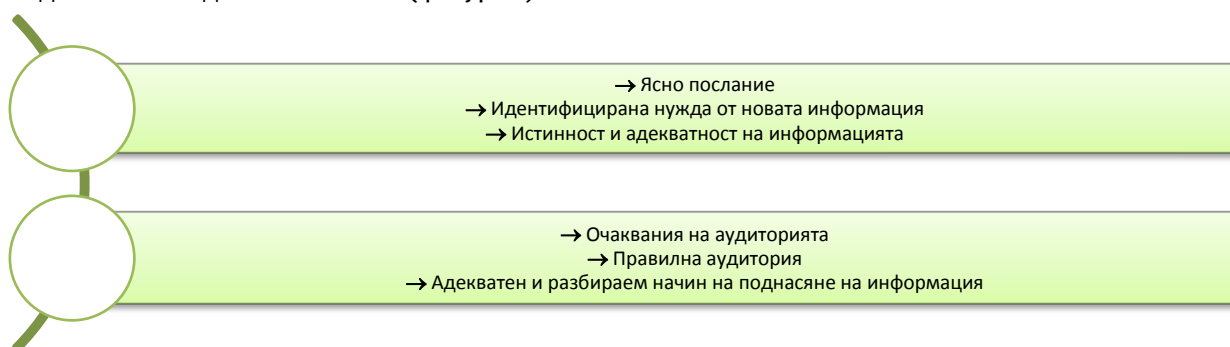 → Ясно послание
→ Идентифицирана нужда от новата информация
→ Истинност и адекватност на информацията
→ Очаквания на аудиторията
→ Правилна аудитория
→ Адекватен и разбираем начин на поднасяне на информация